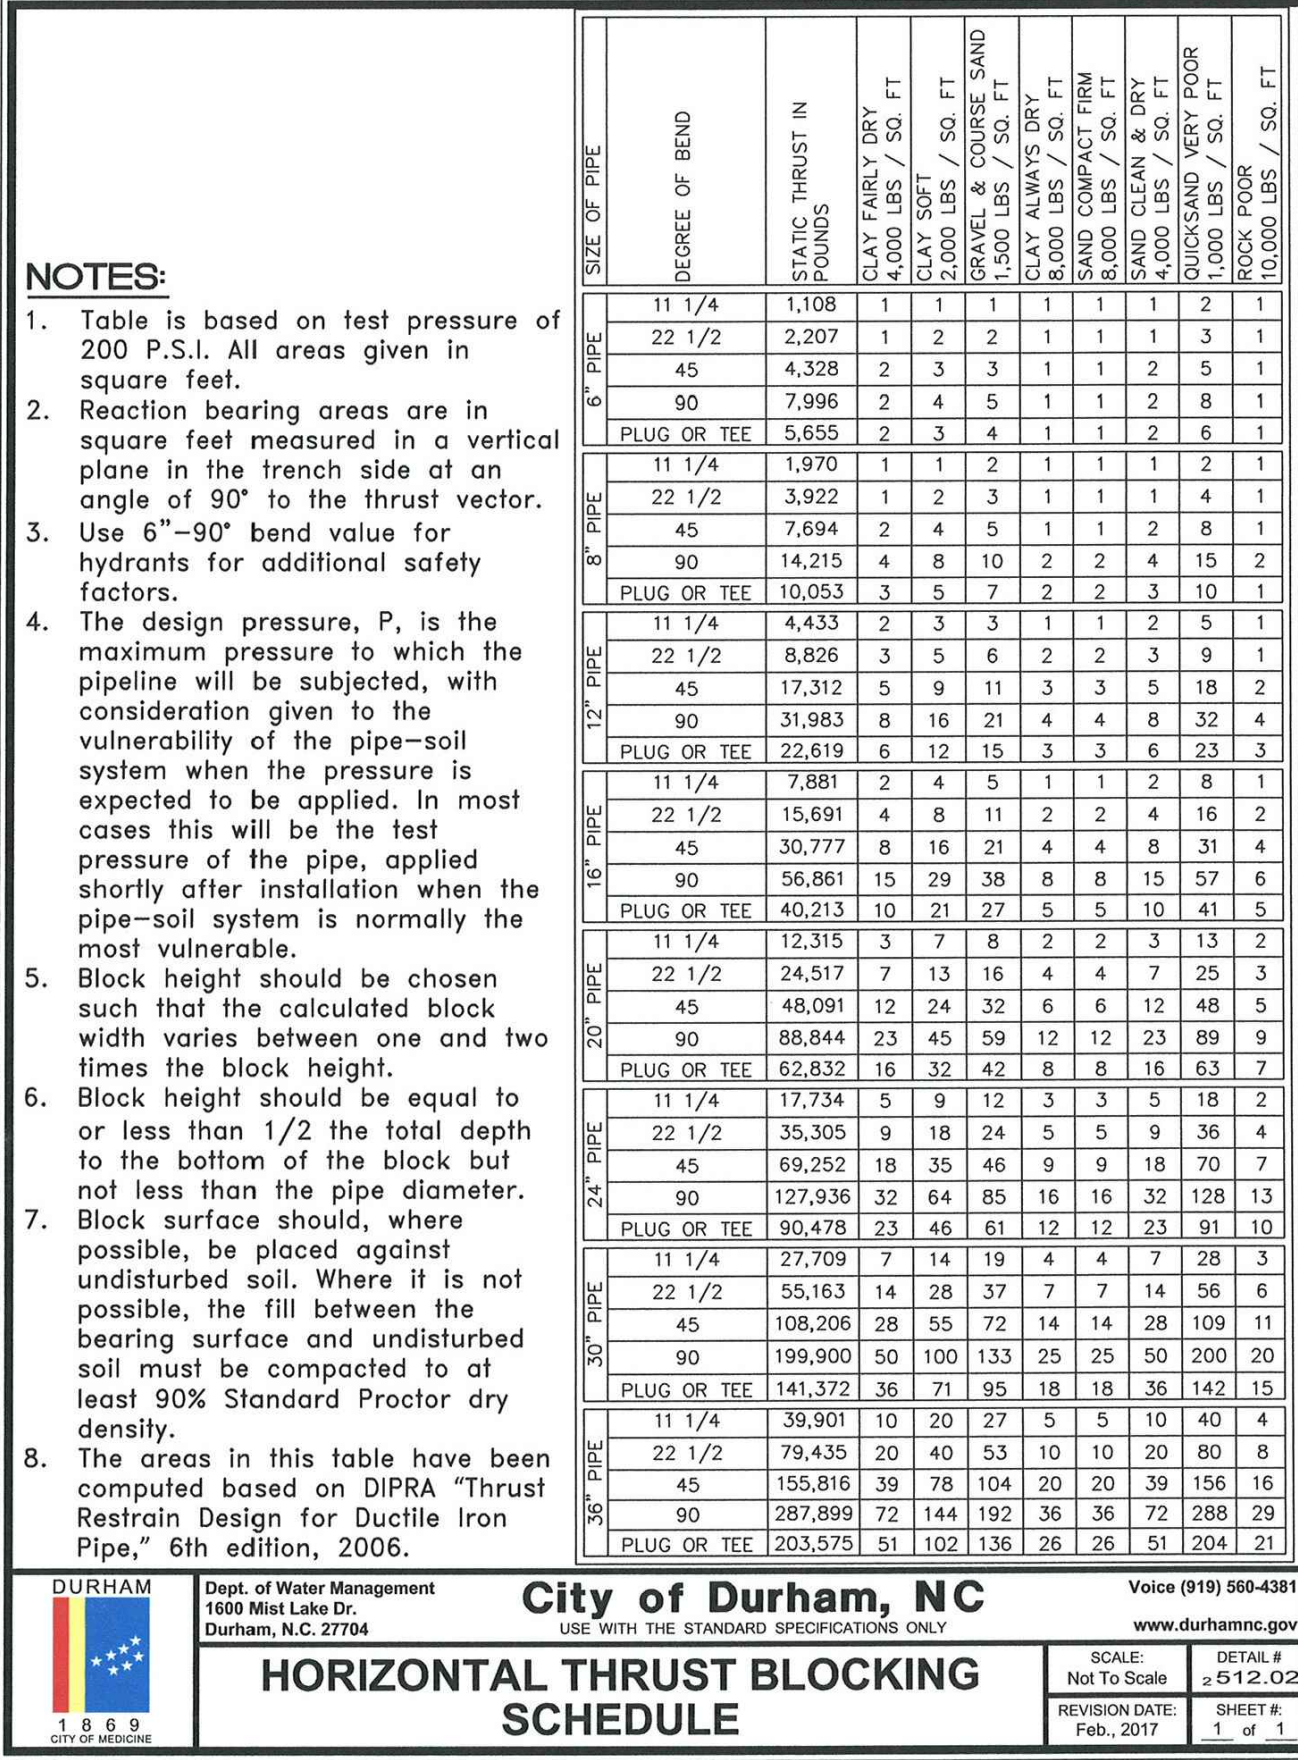 NOTES:
1. Table is based on test pressure of
200 P.S.I. All areas given in
square feet.
2. Reaction bearing areas are in
square feet measured in a vertical
plane in the trench side at an
angle of 90° to the thrust vector.
3. Use 6"-90° bend value for
hydrants for additional safety
factors.
4. The design pressure, P, is the
maximum pressure to which the
pipeline will be subjected, with
consideration given to the
vulnerability of the pipe-soil
system when the pressure is
expected to be applied. In most
cases this will be the test
pressure of the pipe, applied
shortly after installation when the
pipe-soil system is normally the
most vulnerable.
5. Block height should be chosen
such that the calculated block
width varies between one and two
times the block height.
6. Block height should be equal to
or less than 1/2 the total depth
to the bottom of the block but
not less than the pipe diameter.
7. Block surface should, where
possible, be placed against
undisturbed soil. Where it is not
possible, the fill between the
bearing surface and undisturbed
soil must be compacted to at
least 90% Standard Proctor dry
density.
8. The areas in this table have been
computed based on DIPRA "Thrust
Restrain Design for Ductile Iron
Pipe," 6th edition, 2006.
SIZE OF PIPE
DEGREE OF BEND
STATIC THRUST IN
POUNDS
CLAY FAIRLY DRY
4,000 LBS / SQ. FT
CLAY SOFT
2,000 LBS / SQ. FT
GRAVEL & COURSE SAND
1,500 LBS / SQ. FT
CLAY ALWAYS DRY
8,000 LBS / SQ. FT
SAND COMPACT FIRM
8,000 LBS / SQ. FT
SAND CLEAN & DRY
4,000 LBS / SQ. FT
QUICKSAND VERY POOR
1,000 LBS / SQ. FT
ROCK POOR
10,000 LBS / SQ. FT
6" PIPE
11 1/4 1,108 1 1 1 1 1 1 2 1
22 1/2 2,207 1 2 2 1 1 1 3 1
45 4,328 2 3 3 1 1 2 5 1
90 7,996 2 4 5 1 1 2 8 1
PLUG OR TEE 5,655 2 3 4 1 1 2 6 1
8" PIPE
11 1/4 1,970 1 1 2 1 1 1 2 1
22 1/2 3,922 1 2 3 1 1 1 4 1
45 7,694 2 4 5 1 1 2 8 1
90 14,215 4 8 10 2 2 4 15 2
PLUG OR TEE 10,053 3 5 7 2 2 3 10 1
12" PIPE
11 1/4 4,433 2 3 3 1 1 2 5 1
22 1/2 8,826 3 5 6 2 2 3 9 1
45 17,312 5 9 11 3 3 5 18 2
90 31,983 8 16 21 4 4 8 32 4
PLUG OR TEE 22,619 6 12 15 3 3 6 23 3
16" PIPE
11 1/4 7,881 2 4 5 1 1 2 8 1
22 1/2 15,691 4 8 11 2 2 4 16 2
45 30,777 8 16 21 4 4 8 31 4
90 56,861 15 29 38 8 8 15 57 6
PLUG OR TEE 40,213 10 21 27 5 5 10 41 5
20" PIPE
11 1/4 12,315 3 7 8 2 2 3 13 2
22 1/2 24,517 7 13 16 4 4 7 25 3
45 48,091 12 24 32 6 6 12 48 5
90 88,844 23 45 59 12 12 23 89 9
PLUG OR TEE 62,832 16 32 42 8 8 16 63 7
24" PIPE
11 1/4 17,734 5 9 12 3 3 5 18 2
22 1/2 35,305 9 18 24 5 5 9 36 4
45 69,252 18 35 46 9 9 18 70 7
90 127,936 32 64 85 16 16 32 128 13
PLUG OR TEE 90,478 23 46 61 12 12 23 91 10
30" PIPE
11 1/4 27,709 7 14 19 4 4 7 28 3
22 1/2 55,163 14 28 37 7 7 14 56 6
45 108,206 28 55 72 14 14 28 109 11
90 199,900 50 100 133 25 25 50 200 20
PLUG OR TEE 141,372 36 71 95 18 18 36 142 15
36" PIPE
11 1/4 39,901 10 20 27 5 5 10 40 4
22 1/2 79,435 20 40 53 10 10 20 80 8
45 155,816 39 78 104 20 20 39 156 16
90 287,899 72 144 192 36 36 72 288 29
PLUG OR TEE 203,575 51 102 136 26 26 51 204 21
DURHAM
1869
CITY OF MEDICINE
Dept. of Water Management
1600 Mist Lake Dr.
Durham, N.C. 27704
City of Durham, NC
USE WITH THE STANDARD SPECIFICATIONS ONLY
Voice (919) 560-4381
www.durhamnc.gov
HORIZONTAL THRUST BLOCKING
SCHEDULE
SCALE:
Not To Scale
DETAIL #
2512.02
REVISION DATE:
Feb., 2017
SHEET #:
1 of 1